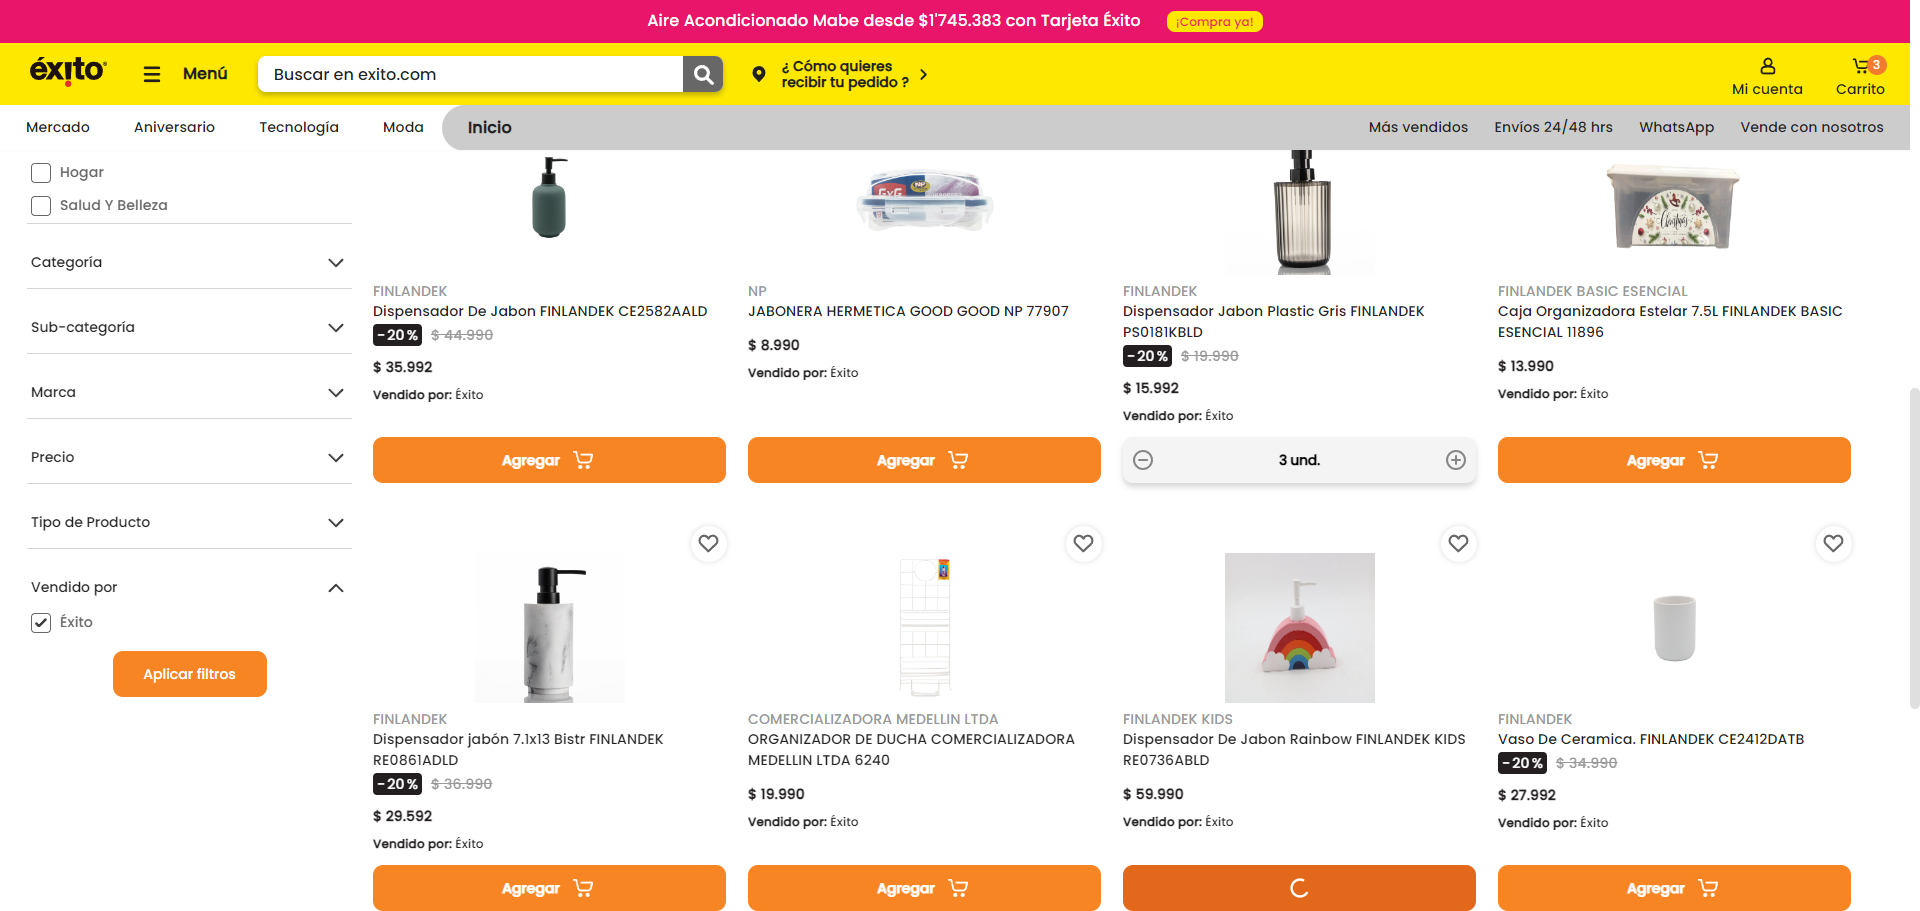 Aire Acondicionado Mabe desde $1'745.383 con Tarjeta Éxito ¡Compra ya!
éxito
Menú
Buscar en exito.com
¿ Cómo quieres
recibir tu pedido ?
Mi cuenta
3
Carrito
Mercado Aniversario Tecnología Moda Inicio Más vendidos Envíos 24/48 hrs WhatsApp Vende con nosotros
Hogar
Salud Y Belleza
Categoría
Sub-categoría
Marca
Precio
Tipo de Producto
Vendido por
Éxito
Aplicar filtros
FINLANDEK
Dispensador De Jabon FINLANDEK CE2582AALD
-20% $ 44.990
$ 35.992
Vendido por: Éxito
Agregar
GxG
NP
NP
JABONERA HERMETICA GOOD GOOD NP 77907
$ 8.990
Vendido por: Éxito
Agregar
FINLANDEK
Dispensador Jabon Plastic Gris FINLANDEK
PS0181KBLD
-20% $ 19.990
$ 15.992
Vendido por: Éxito
3 und.
Christmas
FINLANDEK BASIC ESENCIAL
Caja Organizadora Estelar 7.5L FINLANDEK BASIC
ESENCIAL 11896
$ 13.990
Vendido por: Éxito
Agregar
FINLANDEK
Dispensador jabón 7.1x13 Bistr FINLANDEK
RE0861ADLD
-20% $ 36.990
$ 29.592
Vendido por: Éxito
Agregar
COMERCIALIZADORA MEDELLIN LTDA
ORGANIZADOR DE DUCHA COMERCIALIZADORA
MEDELLIN LTDA 6240
$ 19.990
Vendido por: Éxito
Agregar
FINLANDEK KIDS
Dispensador De Jabon Rainbow FINLANDEK KIDS
RE0736ABLD
$ 59.990
Vendido por: Éxito
FINLANDEK
Vaso De Ceramica. FINLANDEK CE2412DATB
-20% $ 34.990
$ 27.992
Vendido por: Éxito
Agregar